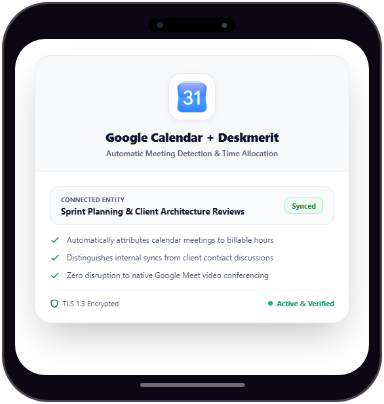 31
Google Calendar + Deskmerit
Automatic Meeting Detection & Time Allocation
CONNECTED ENTITY
Sprint Planning & Client Architecture Reviews
Synced
Automatically attributes calendar meetings to billable hours
Distinguishes internal syncs from client contract discussions
Zero disruption to native Google Meet video conferencing
TLS 1.3 Encrypted
Active & Verified